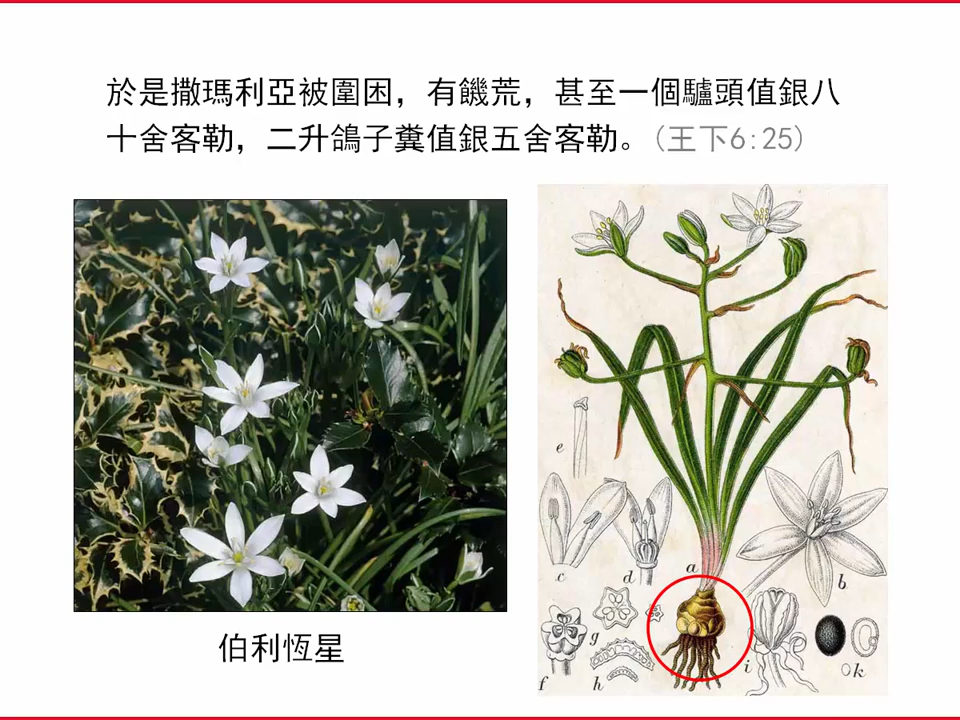 於是撒瑪利亞被圍困，有饑荒，甚至一個驢頭值銀八
十舍客勒，二升鴿子糞值銀五舍客勒。(王下6:25)
e
c
d
a
b
g
f
h
i
k
伯利恆星